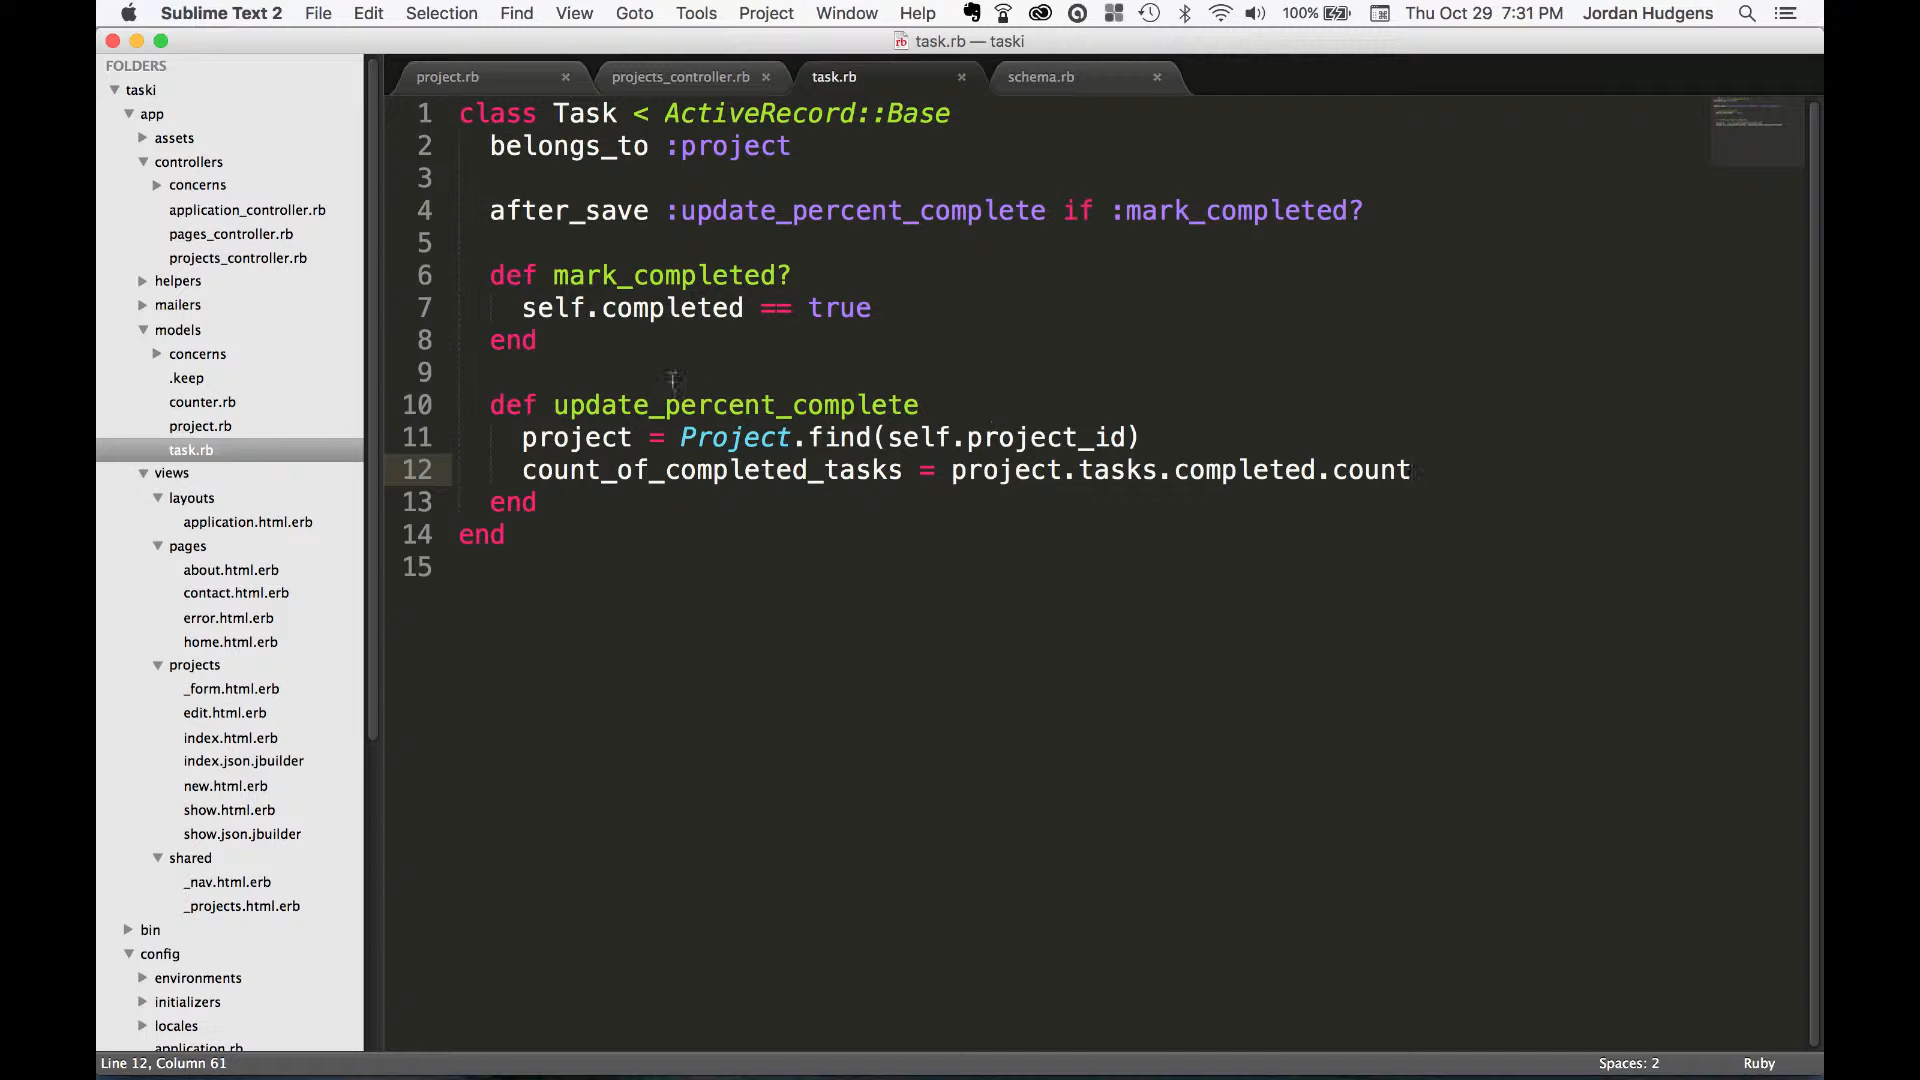 Sublime Text 2 File Edit Selection Find View Goto Tools Project Window Help 100% Thu Oct 29 7:31 PM Jordan Hudgens
task.rb — taski
FOLDERS
taski
app
assets
controllers
concerns
application_controller.rb
pages_controller.rb
projects_controller.rb
helpers
mailers
models
concerns
.keep
counter.rb
project.rb
task.rb
views
layouts
application.html.erb
pages
about.html.erb
contact.html.erb
error.html.erb
home.html.erb
projects
_form.html.erb
edit.html.erb
index.html.erb
index.json.jbuilder
new.html.erb
show.html.erb
show.json.jbuilder
shared
_nav.html.erb
_projects.html.erb
bin
config
environments
initializers
locales
application.rb
project.rb projects_controller.rb task.rb schema.rb
1 class Task < ActiveRecord::Base
2 belongs_to :project
3
4 after_save :update_percent_complete if :mark_completed?
5
6 def mark_completed?
7 self.completed == true
8 end
9
10 def update_percent_complete
11 project = Project.find(self.project_id)
12 count_of_completed_tasks = project.tasks.completed.count
13 end
14 end
15
Line 12, Column 61 Spaces: 2 Ruby